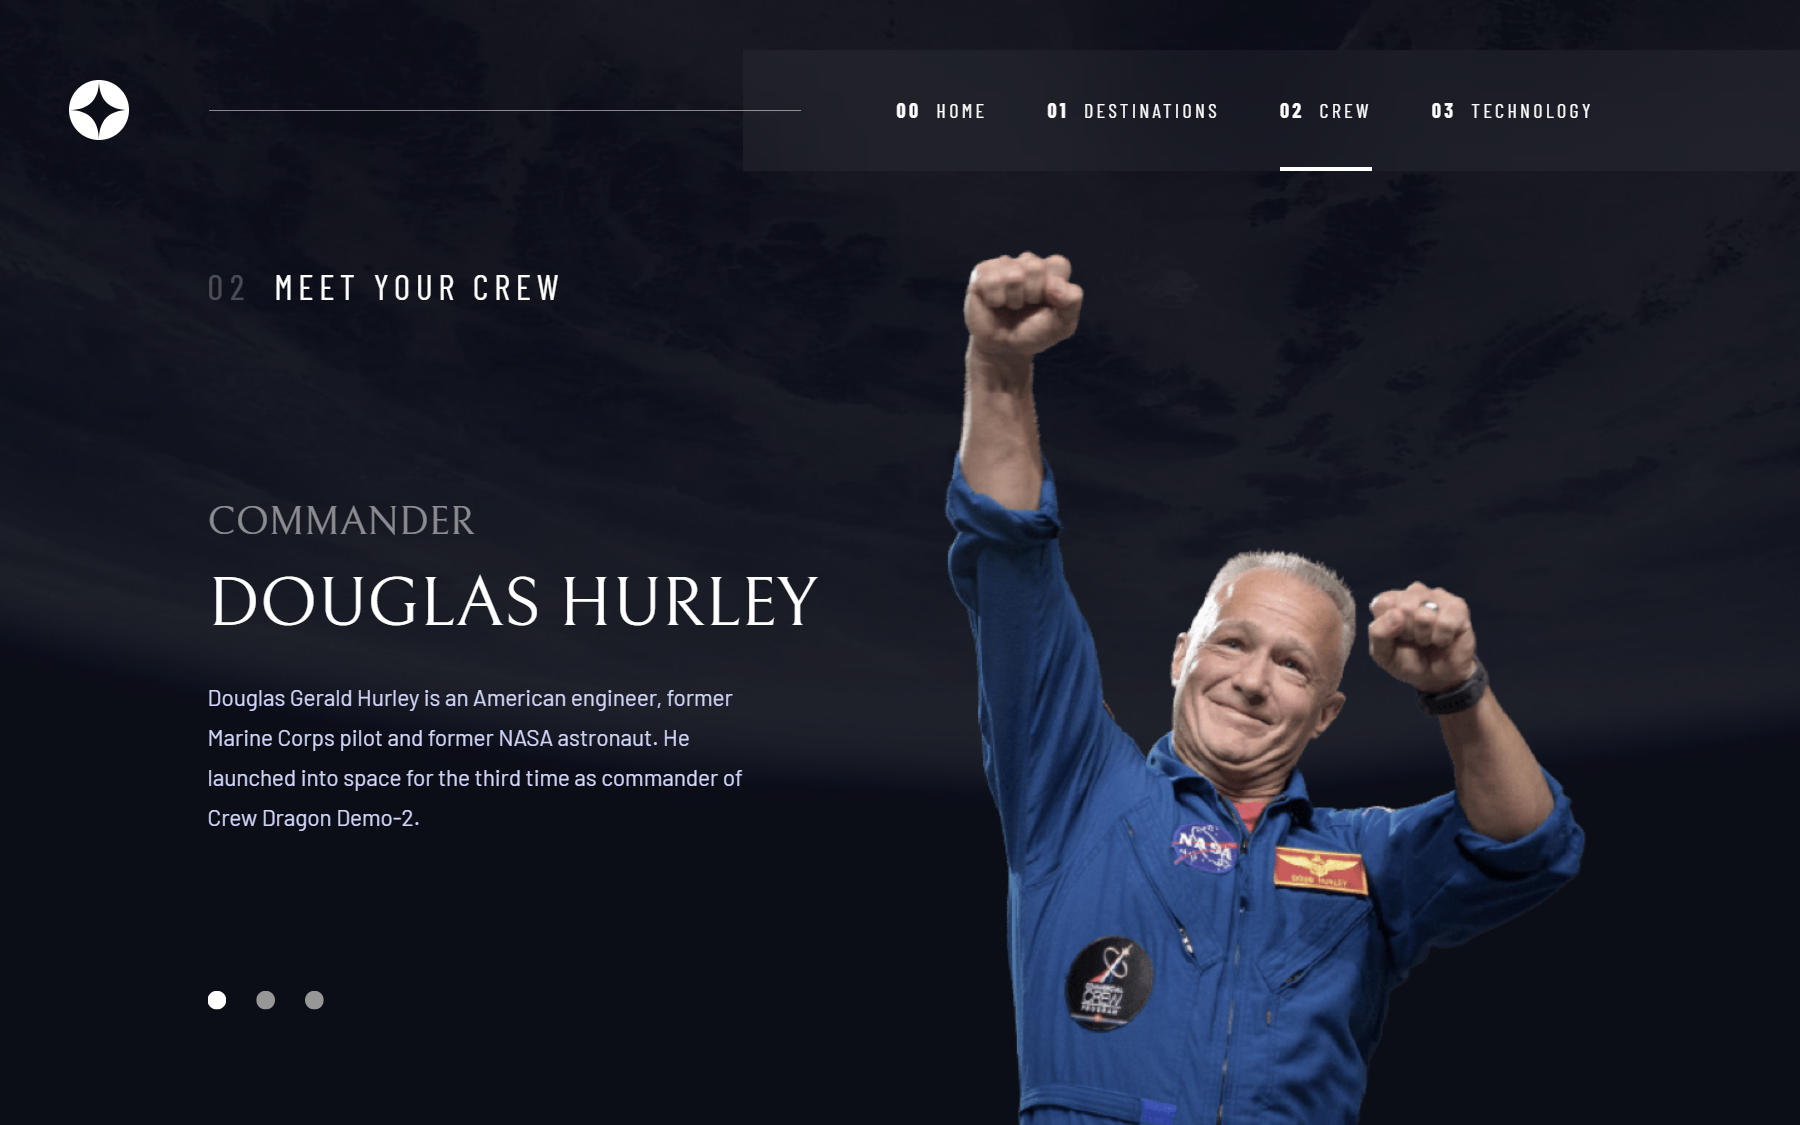 00 HOME 01 DESTINATIONS 02 CREW 03 TECHNOLOGY
02 MEET YOUR CREW
COMMANDER
DOUGLAS HURLEY
Douglas Gerald Hurley is an American engineer, former
Marine Corps pilot and former NASA astronaut. He
launched into space for the third time as commander of
Crew Dragon Demo-2.
NASA
DOUG HURLEY
COMMERCIAL
CREW
PROGRAM